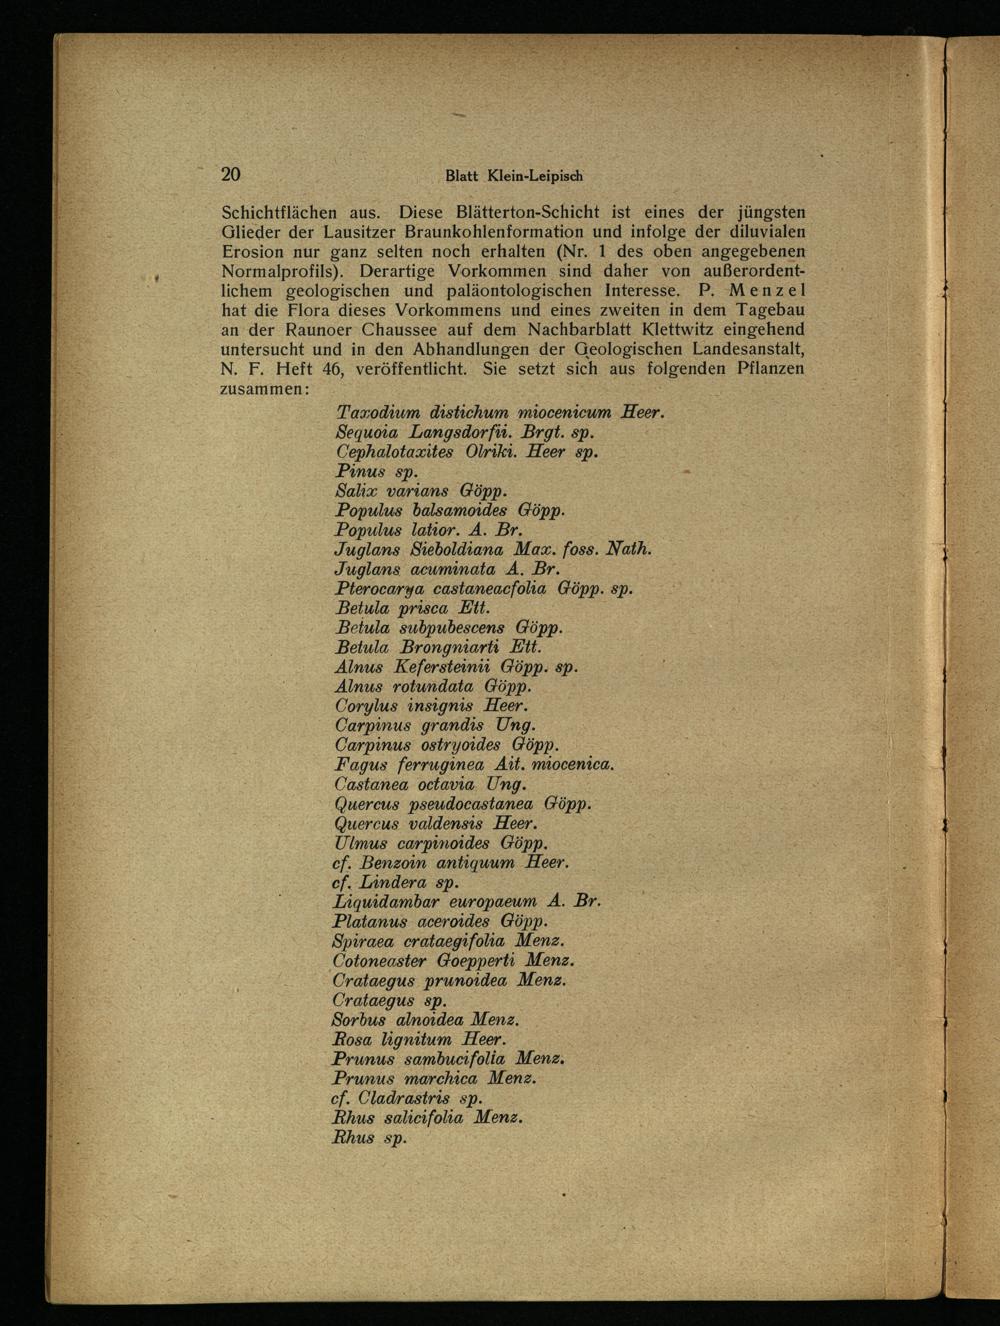 20 Blatt Klein-Leipisch
Schichtflächen aus. Diese Blätterton-Schicht ist eines der jüngsten
Glieder der Lausitzer Braunkohlenformation und infolge der diluvialen
Erosion nur ganz selten noch erhalten (Nr. 1 des oben angegebenen
Normalprofils). Derartige Vorkommen sind daher von außerordent-
lichem geologischen und paläontologischen Interesse. P. Menzel
hat die Flora dieses Vorkommens und eines zweiten in dem Tagebau
an der Raunoer Chaussee auf dem Nachbarblatt Klettwitz eingehend
untersucht und in den Abhandlungen der Geologischen Landesanstalt,
N. F. Heft 46, veröffentlicht. Sie setzt sich aus folgenden Pflanzen
zusammen:
Taxodium distichum miocenicum Heer.
Sequoia Langsdorfii. Brgt. sp.
Cephalotaxites Olriki. Heer sp.
Pinus sp.
Salix varians Göpp.
Populus balsamoides Göpp.
Populus latior. A. Br.
Juglans Sieboldiana Max. foss. Nath.
Juglans acuminata A. Br.
Pterocarya castaneacfolia Göpp. sp.
Betula prisca Ett.
Betula subpubescens Göpp.
Betula Brongniarti Ett.
Alnus Kefersteinii Göpp. sp.
Alnus rotundata Göpp.
Corylus insignis Heer.
Carpinus grandis Ung.
Carpinus ostryoides Göpp.
Fagus ferruginea Ait. miocenica.
Castanea octavia Ung.
Quercus pseudocastanea Göpp.
Quercus valdensis Heer.
Ulmus carpinoides Göpp.
cf. Benzoin antiquum Heer.
cf. Lindera sp.
Liquidambar europaeum A. Br.
Platanus aceroides Göpp.
Spiraea crataegifolia Menz.
Cotoneaster Goepperti Menz.
Crataegus prunoidea Menz.
Crataegus sp.
Sorbus alnoidea Menz.
Rosa lignitum Heer.
Prunus sambucifolia Menz.
Prunus marchica Menz.
cf. Cladrastris sp.
Rhus salicifolia Menz.
Rhus sp.